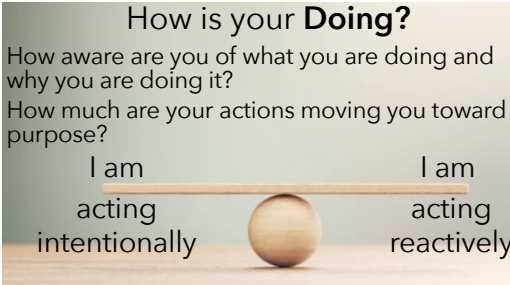 How is your Doing?
How aware are you of what you are doing and
why you are doing it?
How much are your actions moving you toward
purpose?
I am
acting
intentionally
I am
acting
reactively